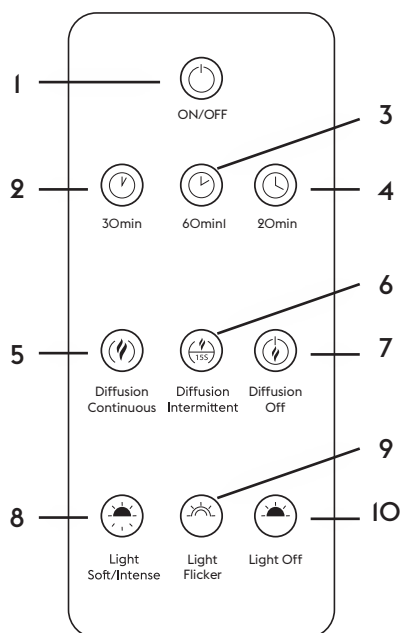 1
ON/OFF
3
2
4
30min
60minl
20min
6
5
15S
7
Diffusion Continuous
Diffusion Intermittent
Diffusion Off
9
8
10
Light Soft/Intense
Light Flicker
Light Off